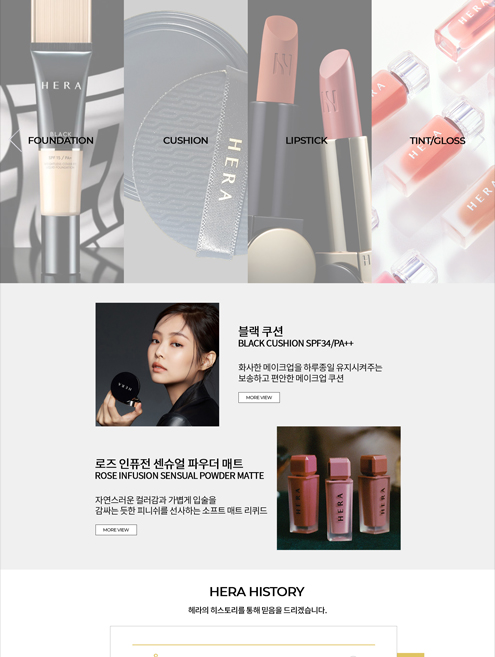 HERA
BLACK
FOUNDATION
CUSHION
HERA
LIPSTICK
TINT/GLOSS
HERA
HERA
블랙 쿠션
BLACK CUSHION SPF34/PA++
화사한 메이크업을 하루종일 유지시켜주는
보송하고 편안한 메이크업 쿠션
MORE VIEW
HERA
로즈 인퓨전 센슈얼 파우더 매트
ROSE INFUSION SENSUAL POWDER MATTE
자연스러운 컬러감과 가볍게 입술을
감싸는 듯한 피니쉬를 선사하는 소프트 매트 리퀴드
MORE VIEW
HERA
HERA
HERA
HERA HISTORY
헤라의 히스토리를 통해 믿음을 드리겠습니다.